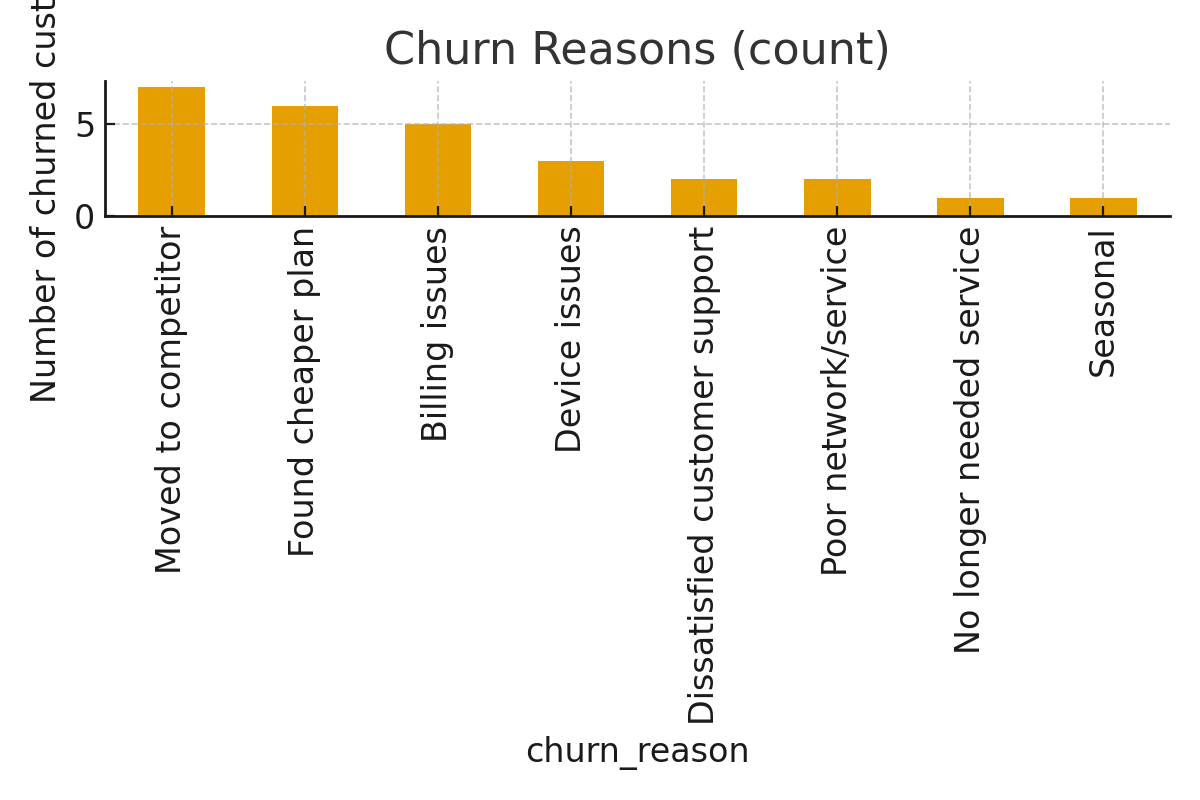 Churn Reasons (count)
Number of churned cust
5
0
Moved to competitor
Found cheaper plan
Billing issues
Device issues
Dissatisfied customer support
Poor network/service
No longer needed service
Seasonal
churn_reason